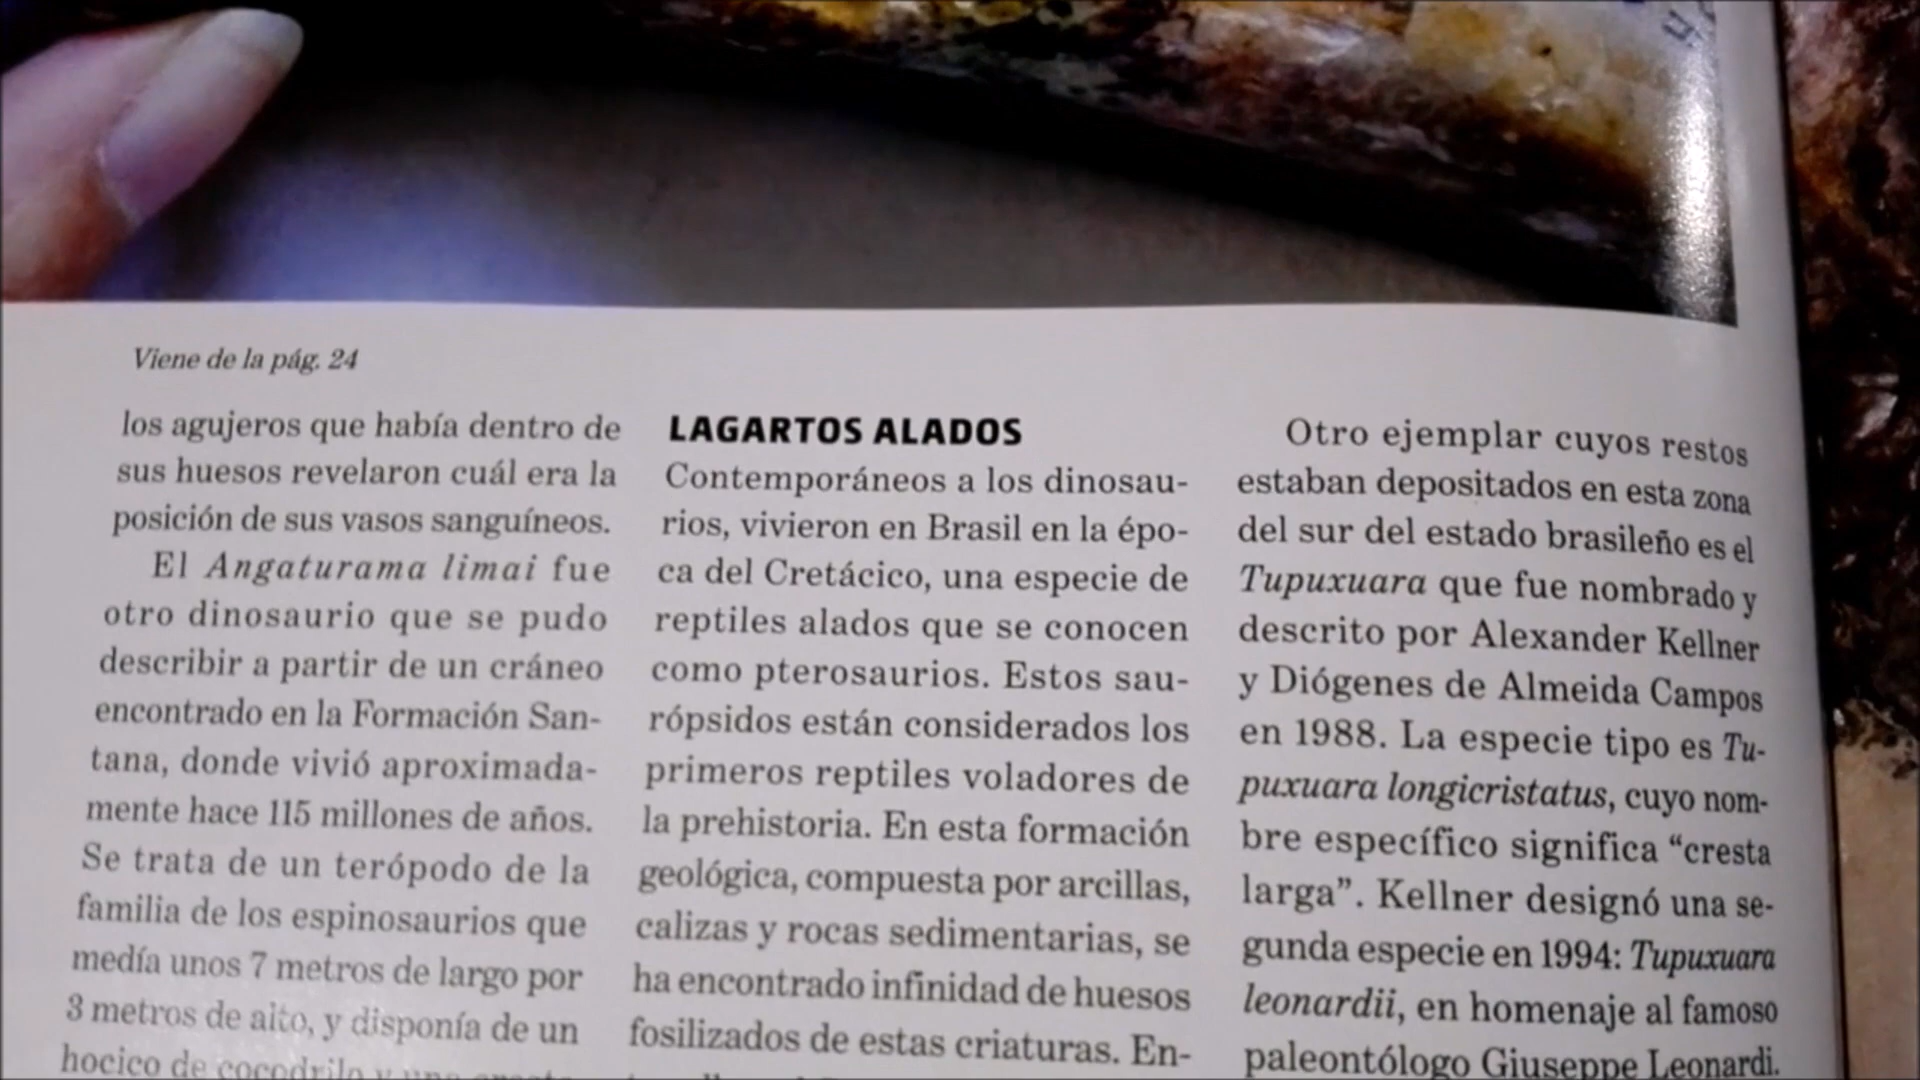 Viene de la pág. 24
los agujeros que había dentro de
sus huesos revelaron cuál era la
posición de sus vasos sanguíneos.
El Angaturama limai fue
otro dinosaurio que se pudo
describir a partir de un cráneo
encontrado en la Formación San-
tana, donde vivió aproximada-
mente hace 115 millones de años.
Se trata de un terópodo de la
familia de los espinosaurios que
medía unos 7 metros de largo por
3 metros de alto, y disponía de un
hocico de cocodrilo y una
LAGARTOS ALADOS
Contemporáneos a los dinosau-
rios, vivieron en Brasil en la épo-
ca del Cretácico, una especie de
reptiles alados que se conocen
como pterosaurios. Estos sau-
rópsidos están considerados los
primeros reptiles voladores de
la prehistoria. En esta formación
geológica, compuesta por arcillas,
calizas y rocas sedimentarias, se
ha encontrado infinidad de huesos
fosilizados de estas criaturas. En-
Otro ejemplar cuyos restos
estaban depositados en esta zona
del sur del estado brasileño es el
Tupuxuara que fue nombrado y
descrito por Alexander Kellner
y Diógenes de Almeida Campos
en 1988. La especie tipo es Tu-
puxuara longicristatus, cuyo nom-
bre específico significa “cresta
larga”. Kellner designó una se-
gunda especie en 1994: Tupuxuara
leonardii, en homenaje al famoso
paleontólogo Giuseppe Leonardi.